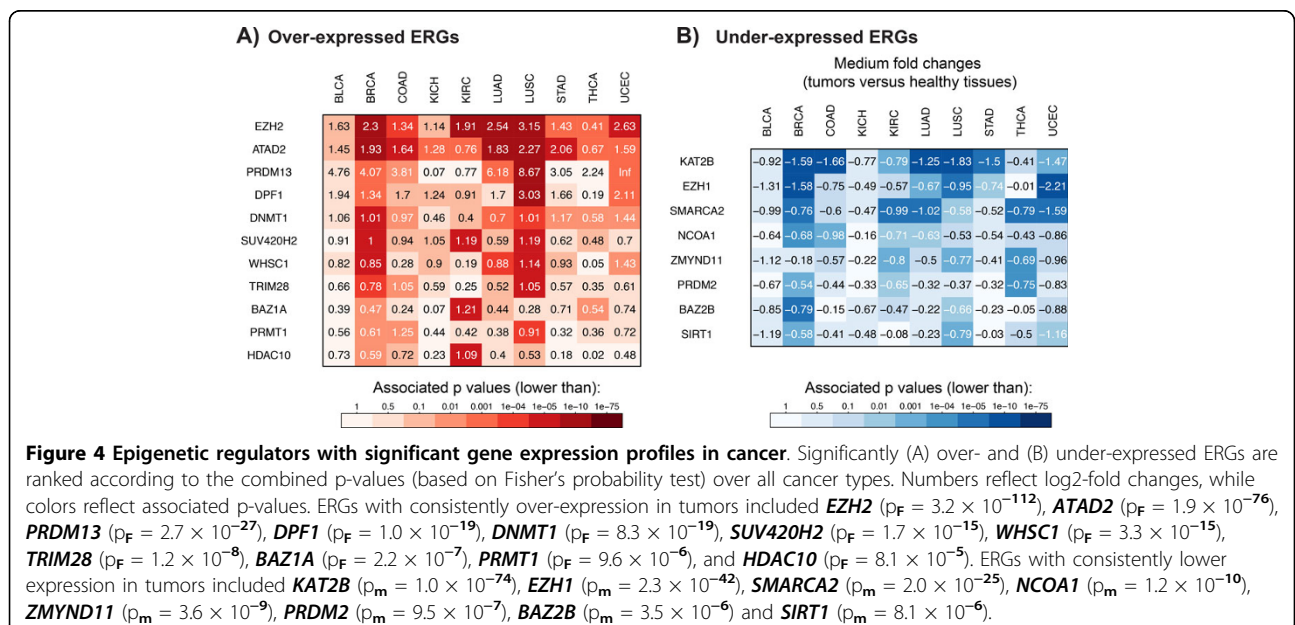 A) Over-expressed ERGs
BLCA BRCA COAD KICH KIRC LUAD LUSC STAD THCA UCEC
EZH2 1.63 2.3 1.34 1.14 1.91 2.54 3.15 1.43 0.41 2.63
ATAD2 1.45 1.93 1.64 1.28 0.76 1.83 2.27 2.06 0.67 1.59
PRDM13 4.76 4.07 3.81 0.07 0.77 6.18 8.67 3.05 2.24 Inf
DPF1 1.94 1.34 1.7 1.24 0.91 1.7 3.03 1.66 0.19 2.11
DNMT1 1.06 1.01 0.97 0.46 0.4 0.7 1.01 1.17 0.58 1.44
SUV420H2 0.91 1 0.94 1.05 1.19 0.59 1.19 0.62 0.48 0.7
WHSC1 0.82 0.85 0.28 0.9 0.19 0.88 1.14 0.93 0.05 1.43
TRIM28 0.66 0.78 1.05 0.59 0.25 0.52 1.05 0.57 0.35 0.61
BAZ1A 0.39 0.47 0.24 0.07 1.21 0.44 0.28 0.71 0.54 0.74
PRMT1 0.56 0.61 1.25 0.44 0.42 0.38 0.91 0.32 0.36 0.72
HDAC10 0.73 0.59 0.72 0.23 1.09 0.4 0.53 0.18 0.02 0.48
Associated p values (lower than):
1 0.5 0.1 0.01 0.001 1e-04 1e-05 1e-10 1e-75
B) Under-expressed ERGs
Medium fold changes
(tumors versus healthy tissues)
BLCA BRCA COAD KICH KIRC LUAD LUSC STAD THCA UCEC
KAT2B −0.92 −1.59 −1.66 −0.77 −0.79 −1.25 −1.83 −1.5 −0.41 −1.47
EZH1 −1.31 −1.58 −0.75 −0.49 −0.57 −0.67 −0.95 −0.74 −0.01 −2.21
SMARCA2 −0.99 −0.76 −0.6 −0.47 −0.99 −1.02 −0.58 −0.52 −0.79 −1.59
NCOA1 −0.64 −0.68 −0.98 −0.16 −0.71 −0.63 −0.53 −0.54 −0.43 −0.86
ZMYND11 −1.12 −0.18 −0.57 −0.22 −0.8 −0.5 −0.77 −0.41 −0.69 −0.96
PRDM2 −0.67 −0.54 −0.44 −0.33 −0.65 −0.32 −0.37 −0.32 −0.75 −0.83
BAZ2B −0.85 −0.79 −0.15 −0.67 −0.47 −0.22 −0.66 −0.23 −0.05 −0.88
SIRT1 −1.19 −0.58 −0.41 −0.48 −0.08 −0.23 −0.79 −0.03 −0.5 −1.16
Associated p values (lower than):
1 0.5 0.1 0.01 0.001 1e-04 1e-05 1e-10 1e-75
Figure 4 Epigenetic regulators with significant gene expression profiles in cancer. Significantly (A) over- and (B) under-expressed ERGs are
ranked according to the combined p-values (based on Fisher's probability test) over all cancer types. Numbers reflect log2-fold changes, while
colors reflect associated p-values. ERGs with consistently over-expression in tumors included EZH2 (pF = 3.2 × 10−112), ATAD2 (pF = 1.9 × 10−76),
PRDM13 (pF = 2.7 × 10−27), DPF1 (pF = 1.0 × 10−19), DNMT1 (pF = 8.3 × 10−19), SUV420H2 (pF = 1.7 × 10−15), WHSC1 (pF = 3.3 × 10−15),
TRIM28 (pF = 1.2 × 10−8), BAZ1A (pF = 2.2 × 10−7), PRMT1 (pF = 9.6 × 10−6), and HDAC10 (pF = 8.1 × 10−5). ERGs with consistently lower
expression in tumors included KAT2B (pm = 1.0 × 10−74), EZH1 (pm = 2.3 × 10−42), SMARCA2 (pm = 2.0 × 10−25), NCOA1 (pm = 1.2 × 10−10),
ZMYND11 (pm = 3.6 × 10−9), PRDM2 (pm = 9.5 × 10−7), BAZ2B (pm = 3.5 × 10−6) and SIRT1 (pm = 8.1 × 10−6).